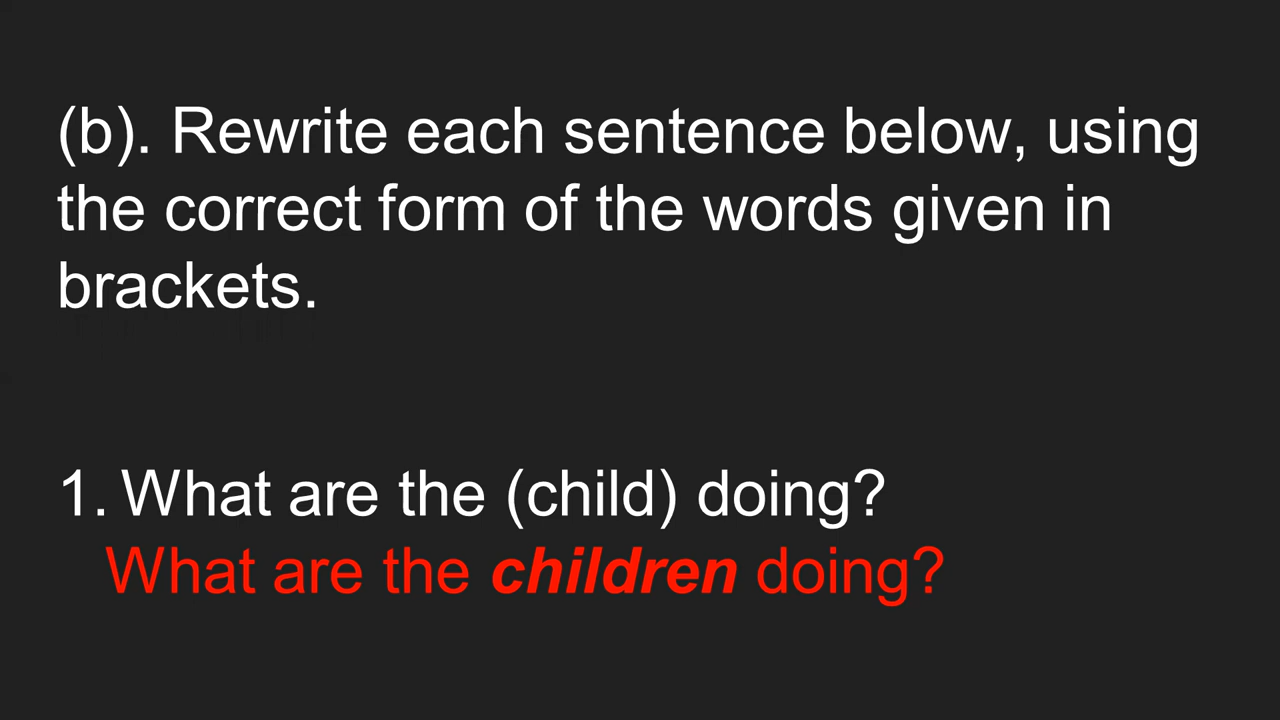 (b). Rewrite each sentence below, using
the correct form of the words given in
brackets.
1. What are the (child) doing?
What are the children doing?